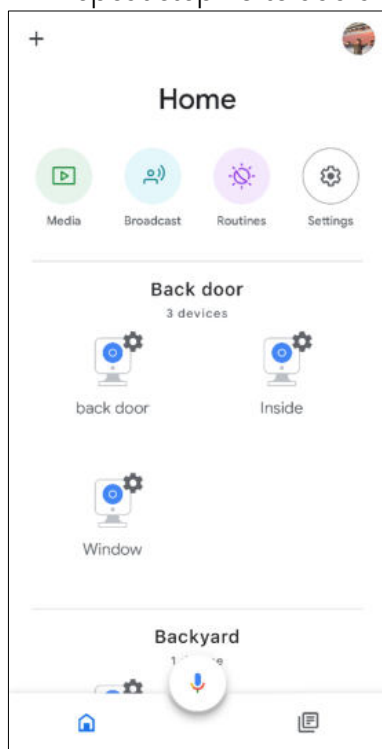 Home
Media Broadcast Routines Settings
Back door
3 devices
back door Inside
Window
Backyard